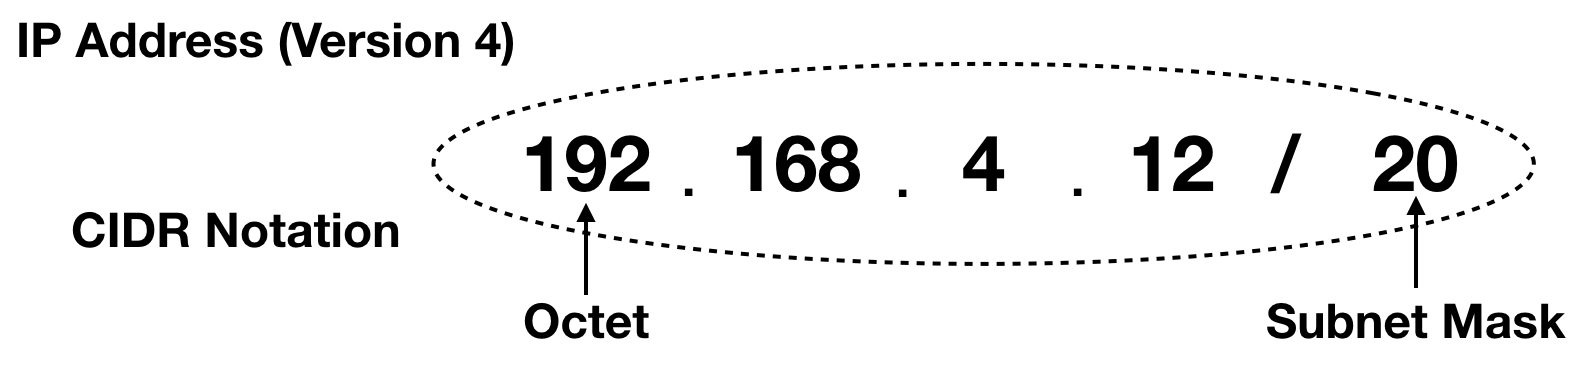 IP Address (Version 4)
192 . 168 . 4 . 12 / 20
CIDR Notation
Octet
Subnet Mask